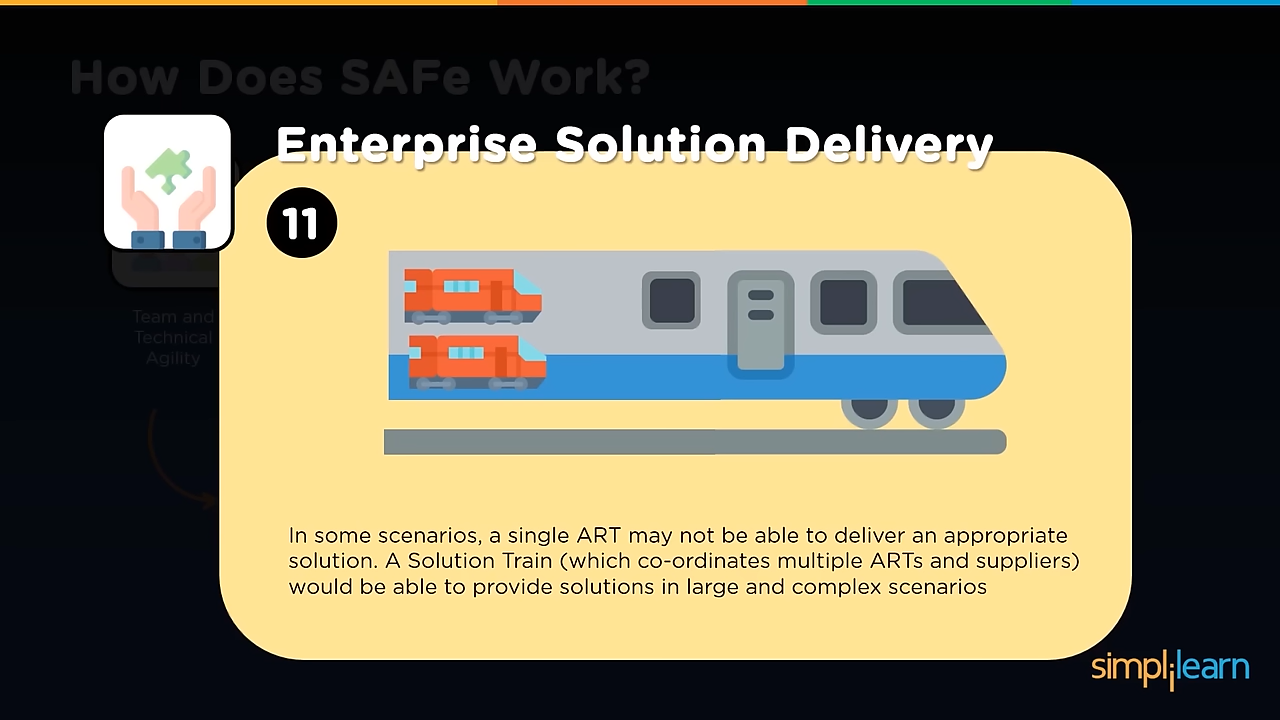 How Does SAFe Work?
Enterprise Solution Delivery
11
Team and
Technical
Agility
In some scenarios, a single ART may not be able to deliver an appropriate
solution. A Solution Train (which co-ordinates multiple ARTs and suppliers)
would be able to provide solutions in large and complex scenarios
simplilearn